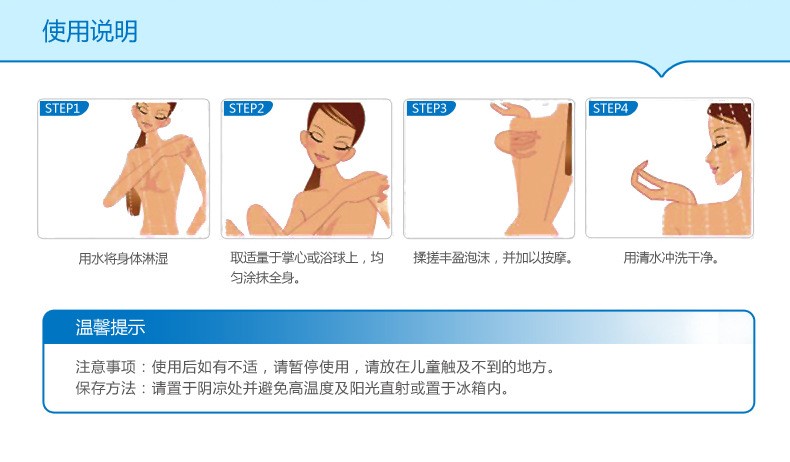 使用说明
STEP1
STEP2
STEP3
STEP4
用水将身体淋湿
取适量于掌心或浴球上，均
匀涂抹全身。
揉搓丰盈泡沫，并加以按摩。
用清水冲洗干净。
温馨提示
注意事项：使用后如有不适，请暂停使用，请放在儿童触及不到的地方。
保存方法：请置于阴凉处并避免高温度及阳光直射或置于冰箱内。